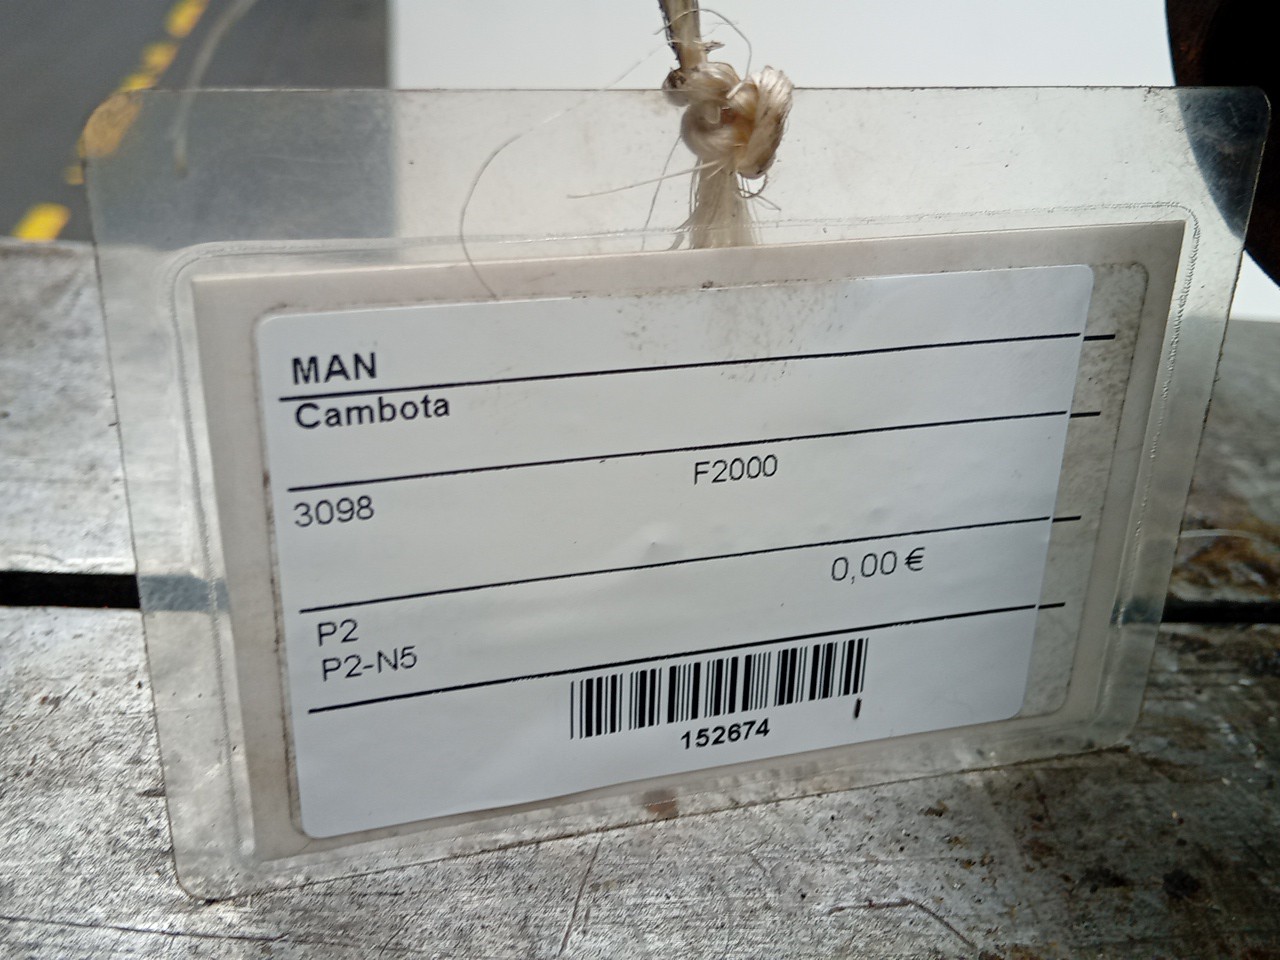 MAN
Cambota
3098 F2000
0,00 €
P2
P2-N5
152674